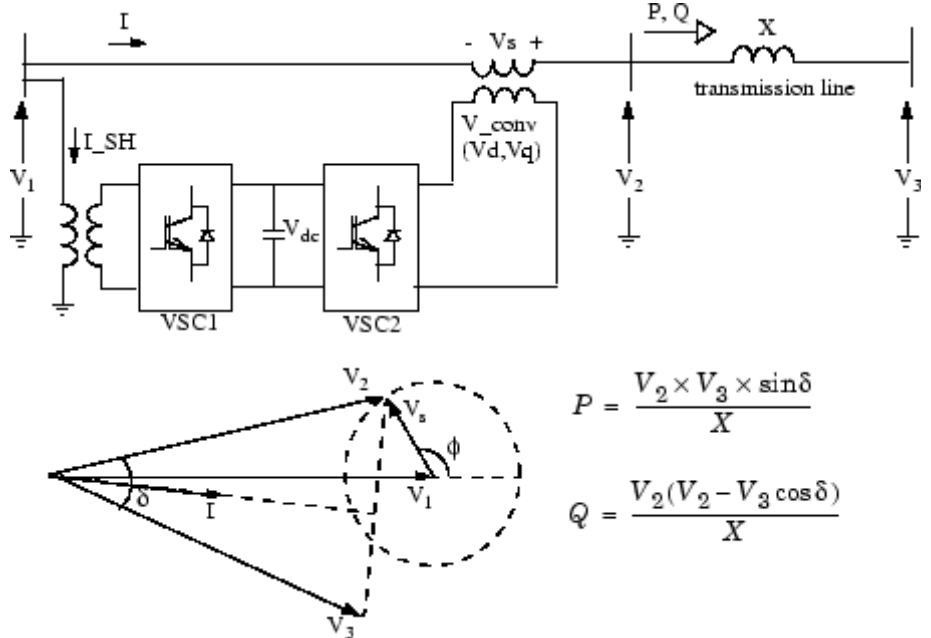 I
- Vs +
P, Q
X
transmission line
I_SH
V_conv
(Vd,Vq)
V1
V2
V3
Vdc
VSC1
VSC2
V2
Vs
ϕ
V1
δ
I
V3
P = V2 × V3 × sinδ / X
Q = V2(V2 − V3 cosδ) / X